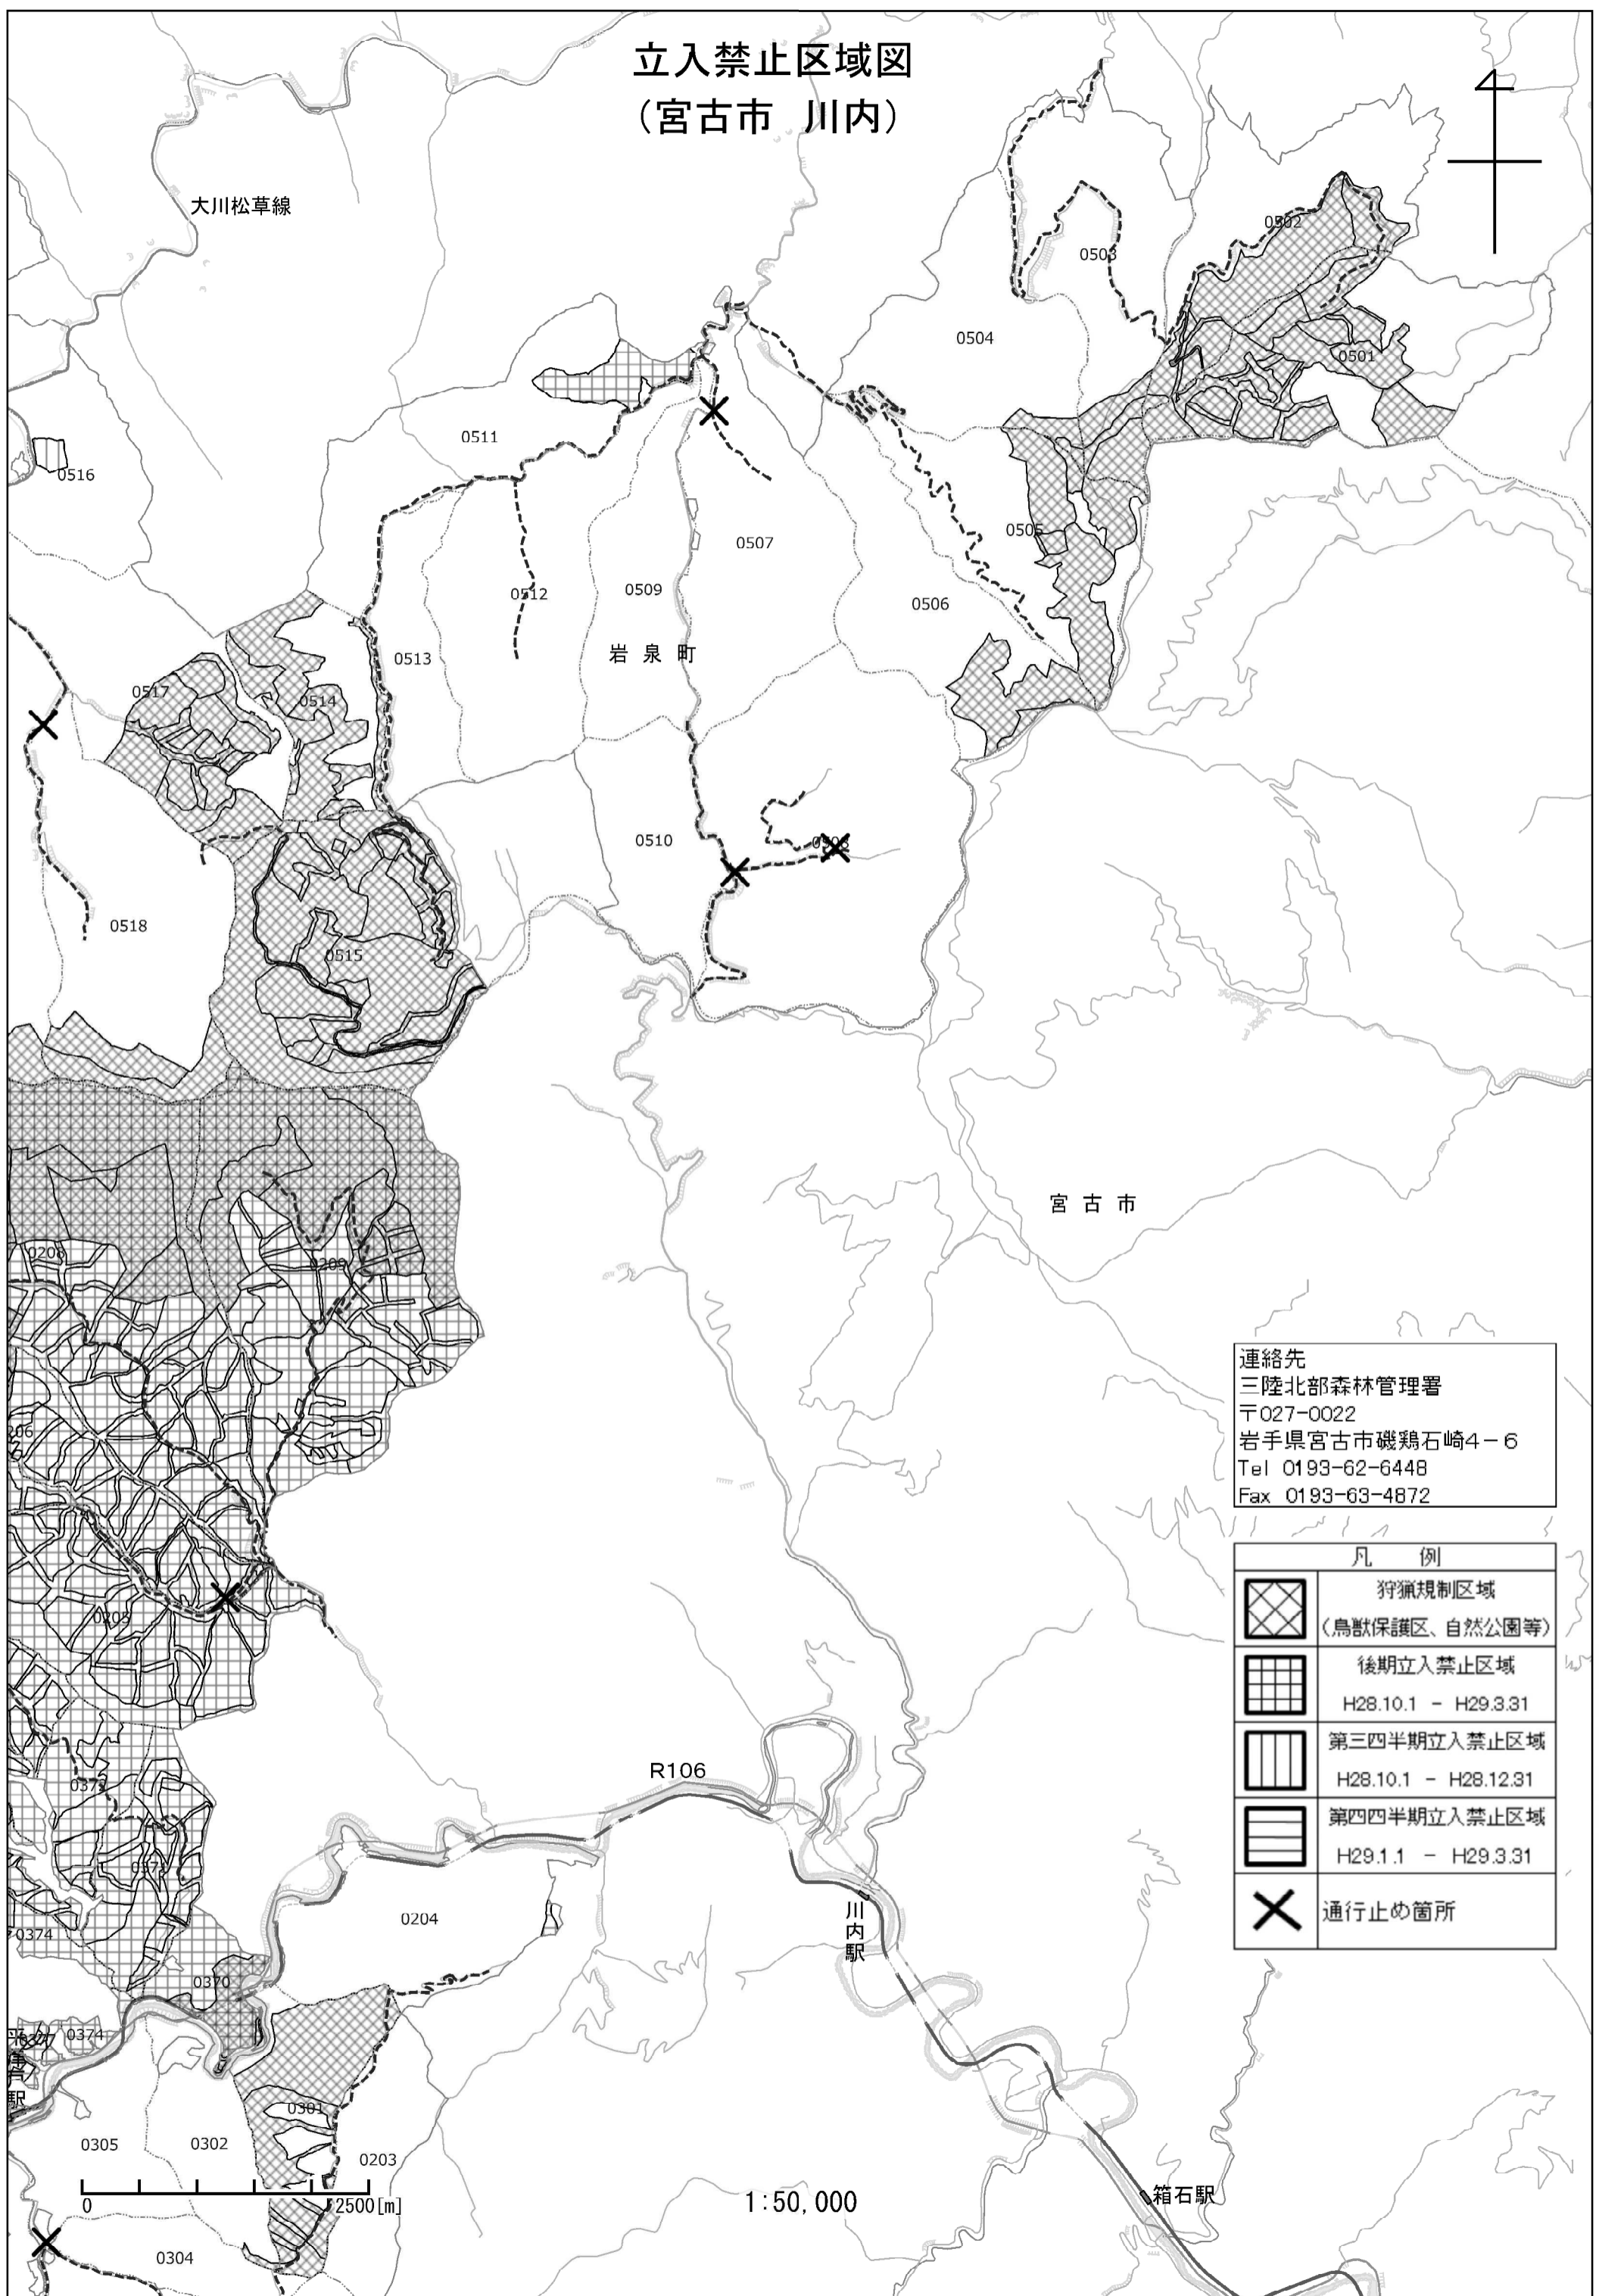 立入禁止区域図
(宮古市 川内)
大川松草線
0502
0503
0504
0501
0511
0516
0505
0507
0512
0509
0506
岩泉町
0513
0517
0514
0510
0518
0515
宮古市
0208
0209
0205
R106
0372
0204
川内駅
0374
0370
0374
0377
0301
0305
0302
0203
0
2500[m]
1:50,000
箱石駅
0304
連絡先
三陸北部森林管理署
〒027-0022
岩手県宮古市磯鶏石崎4-6
Tel 0193-62-6448
Fax 0193-63-4872
凡 例
狩猟規制区域
(鳥獣保護区、自然公園等)
後期立入禁止区域
H28.10.1 - H29.3.31
第三四半期立入禁止区域
H28.10.1 - H28.12.31
第四四半期立入禁止区域
H29.1.1 - H29.3.31
通行止め箇所